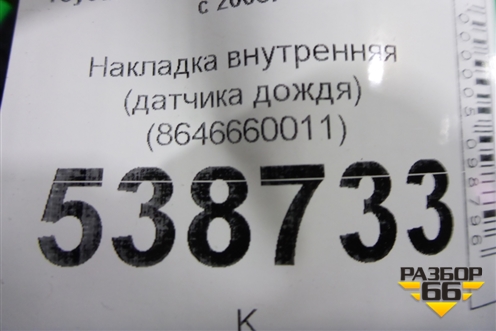 Накладка внутренняя
(датчика дождя)
(8646660011)
538733
К
РАЗБОР
66